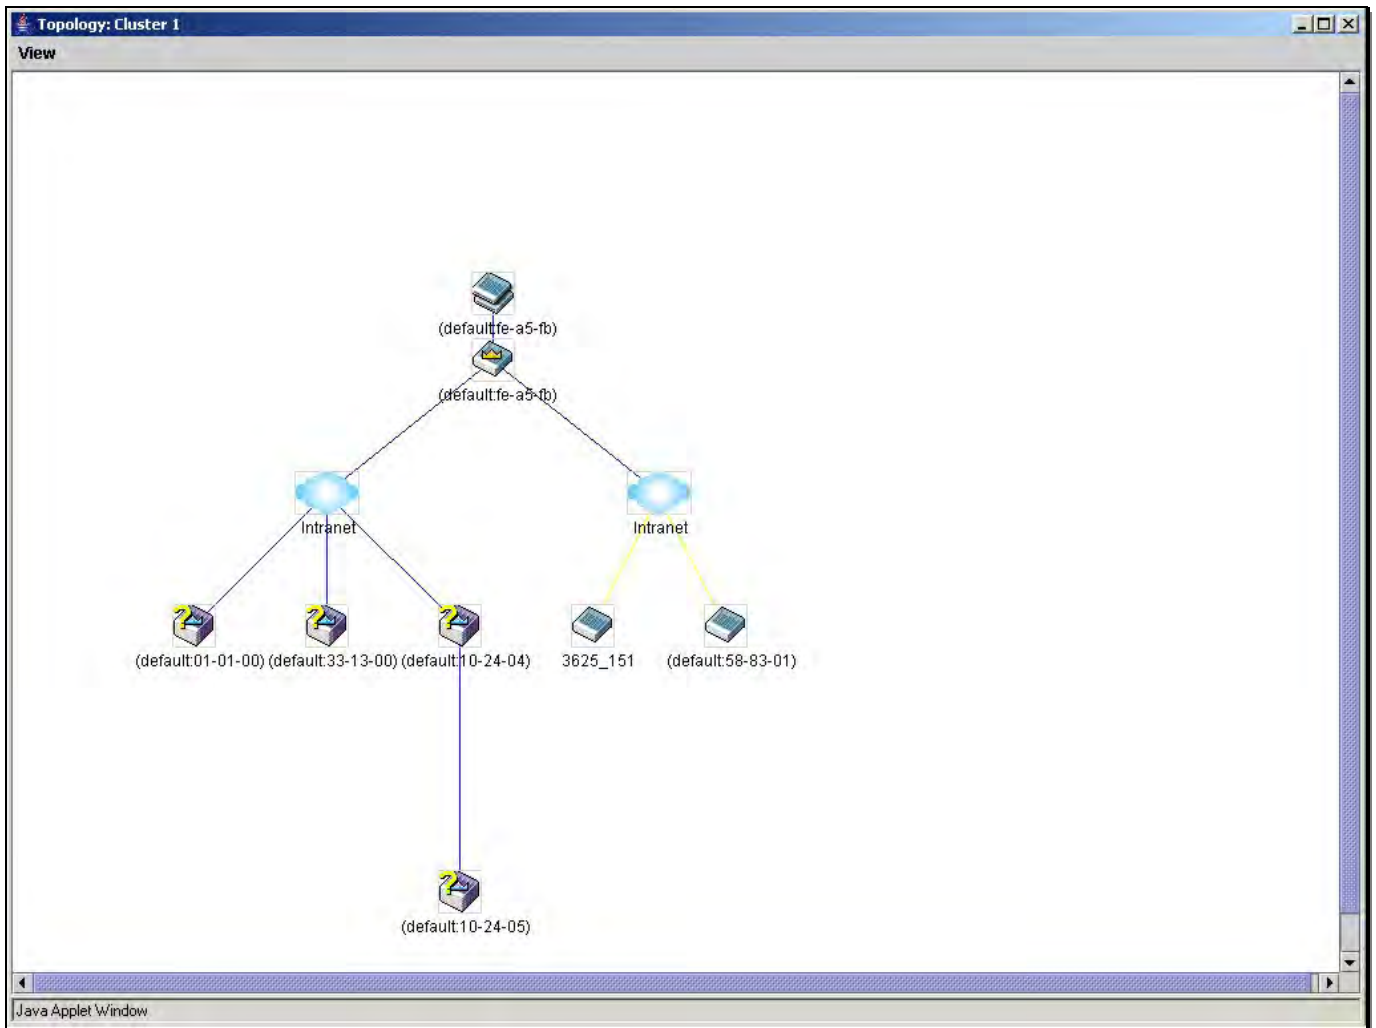 Topology: Cluster 1
View
(default:fe-a5-fb)
(default:fe-a5-fb)
Intranet Intranet
(default:01-01-00) (default:33-13-00) (default:10-24-04) 3625_151 (default:58-83-01)
(default:10-24-05)
Java Applet Window